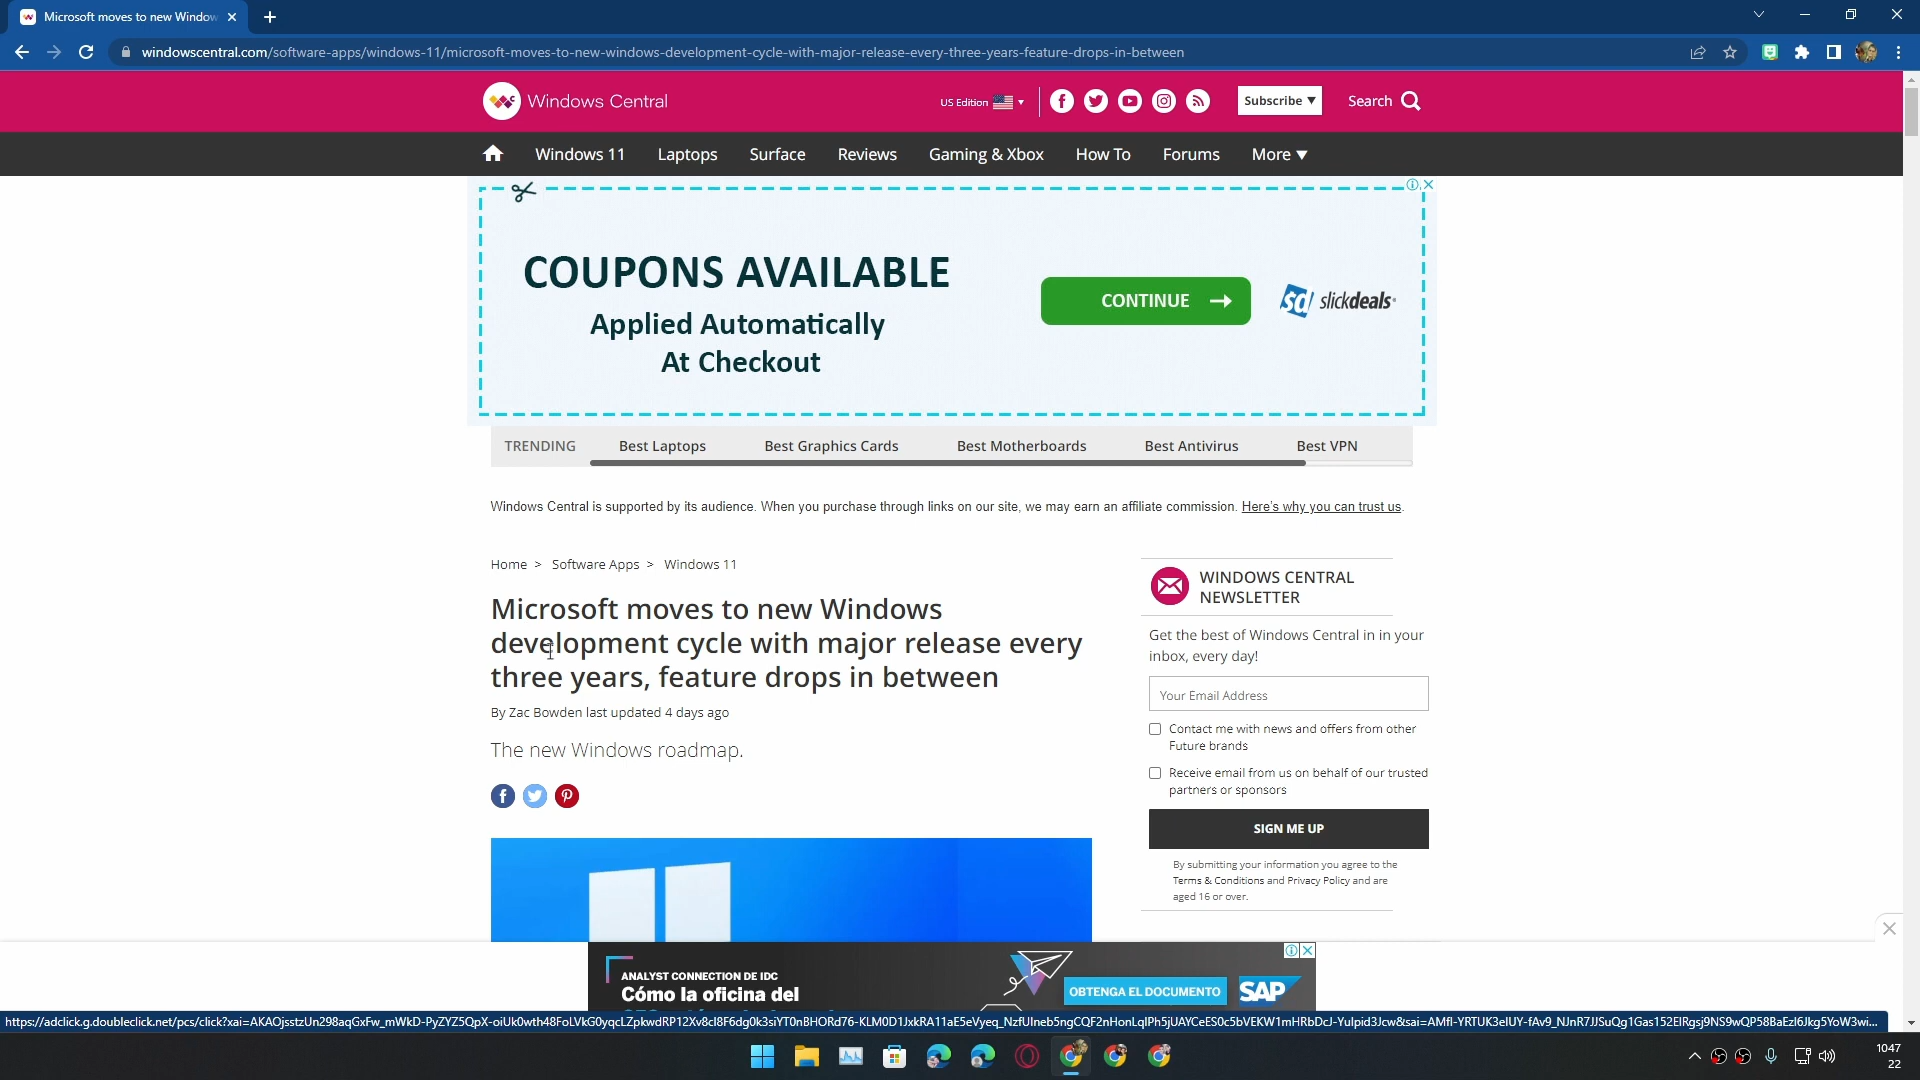 Microsoft moves to new Window
windowscentral.com/software-apps/windows-11/microsoft-moves-to-new-windows-development-cycle-with-major-release-every-three-years-feature-drops-in-between
Windows Central
US Edition
Subscribe ▼
Search
Windows 11 Laptops Surface Reviews Gaming & Xbox How To Forums More ▼
COUPONS AVAILABLE
Applied Automatically
At Checkout
CONTINUE →
sd slickdeals
TRENDING Best Laptops Best Graphics Cards Best Motherboards Best Antivirus Best VPN
Windows Central is supported by its audience. When you purchase through links on our site, we may earn an affiliate commission. Here's why you can trust us.
Home > Software Apps > Windows 11
Microsoft moves to new Windows
development cycle with major release every
three years, feature drops in between
By Zac Bowden last updated 4 days ago
The new Windows roadmap.
WINDOWS CENTRAL
NEWSLETTER
Get the best of Windows Central in in your
inbox, every day!
Your Email Address
Contact me with news and offers from other
Future brands
Receive email from us on behalf of our trusted
partners or sponsors
SIGN ME UP
By submitting your information you agree to the
Terms & Conditions and Privacy Policy and are
aged 16 or over.
ANALYST CONNECTION DE IDC
Cómo la oficina del
OBTENGA EL DOCUMENTO
SAP
1047
22